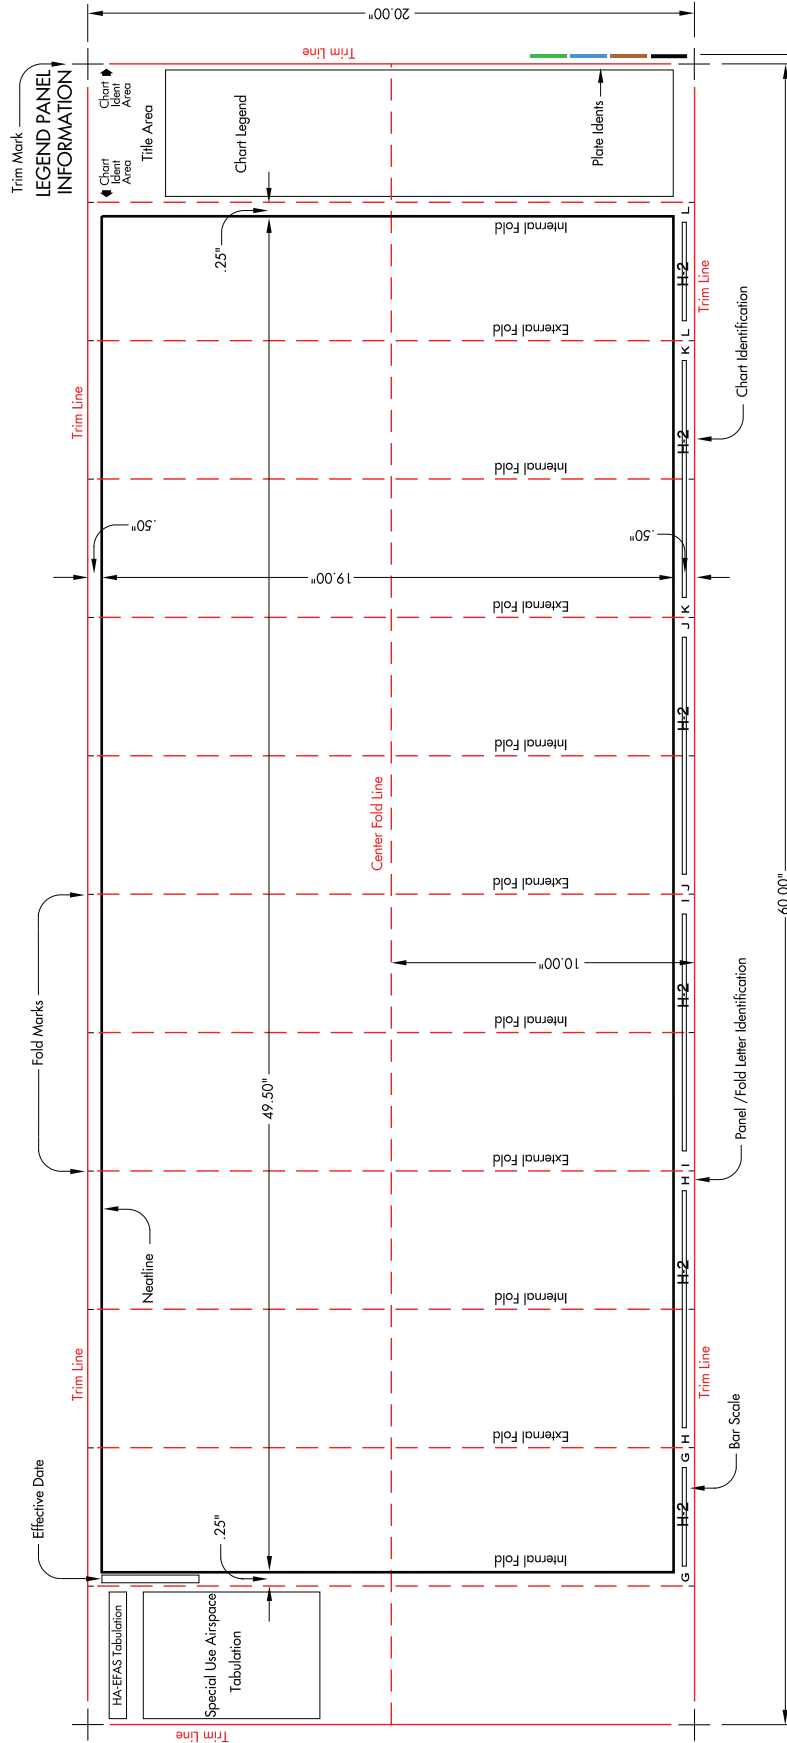 Trim Mark
LEGEND PANEL
INFORMATION
Chart
Ident
Area
Chart
Ident
Area
Title Area
Chart Legend
Plate Idents
Trim Line
20.00"
.25"
Internal Fold
L
H-2
L
Trim Line
External Fold
K
Trim Line
H-2
Chart Identification
Internal Fold
.50"
.50"
19.00"
External Fold
K
J
H-2
Internal Fold
Center Fold Line
External Fold
J
I
Fold Marks
10.00"
H-2
Internal Fold
60.00"
49.50"
Panel /Fold Letter Identification
External Fold
I
H
Neatline
H-2
Internal Fold
Trim Line
Trim Line
External Fold
H
G
Bar Scale
Effective Date
.25"
H-2
Internal Fold
G
HA-EFAS Tabulation
Special Use Airspace
Tabulation
Trim Line